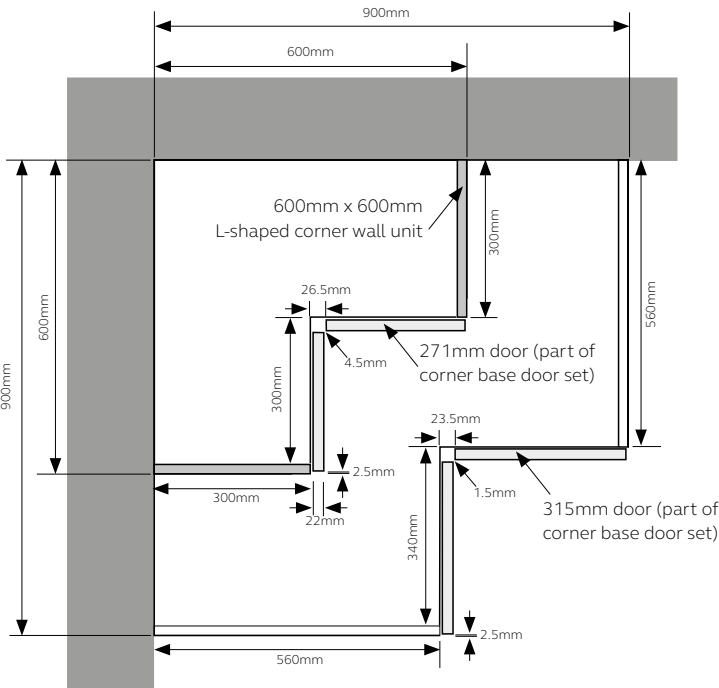 900mm
600mm
600mm x 600mm
L-shaped corner wall unit
300mm
560mm
600mm
900mm
26.5mm
4.5mm
271mm door (part of
corner base door set)
300mm
23.5mm
2.5mm
300mm
22mm
1.5mm
315mm door (part of
corner base door set)
340mm
2.5mm
560mm